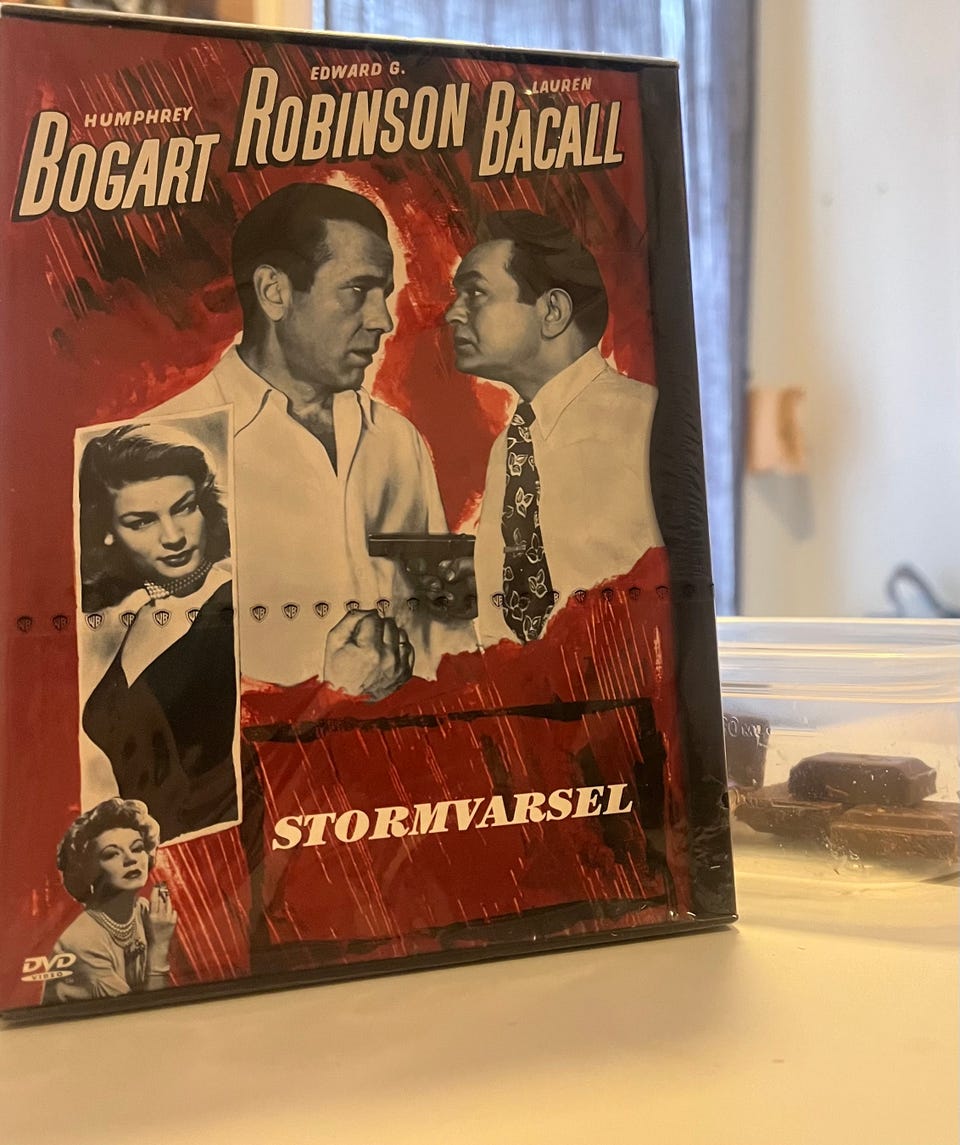 HUMPHREY
BOGART
EDWARD G.
ROBINSON
LAUREN
BACALL
STORMVARSEL
DVD
VIDEO